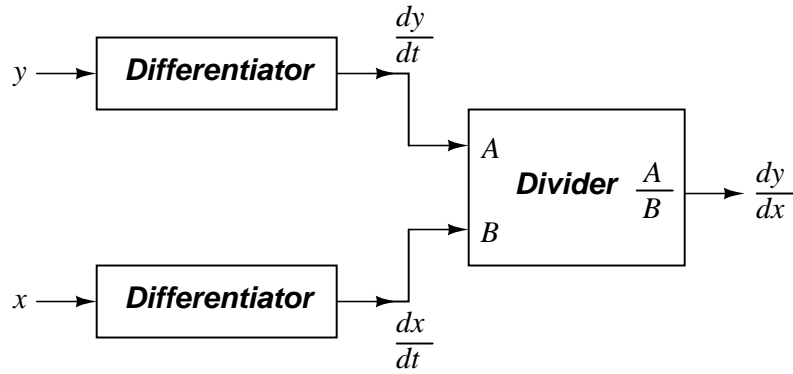 dy
dt
y
Differentiator
A
Divider A/B
dy/dx
B
x
Differentiator
dx
dt